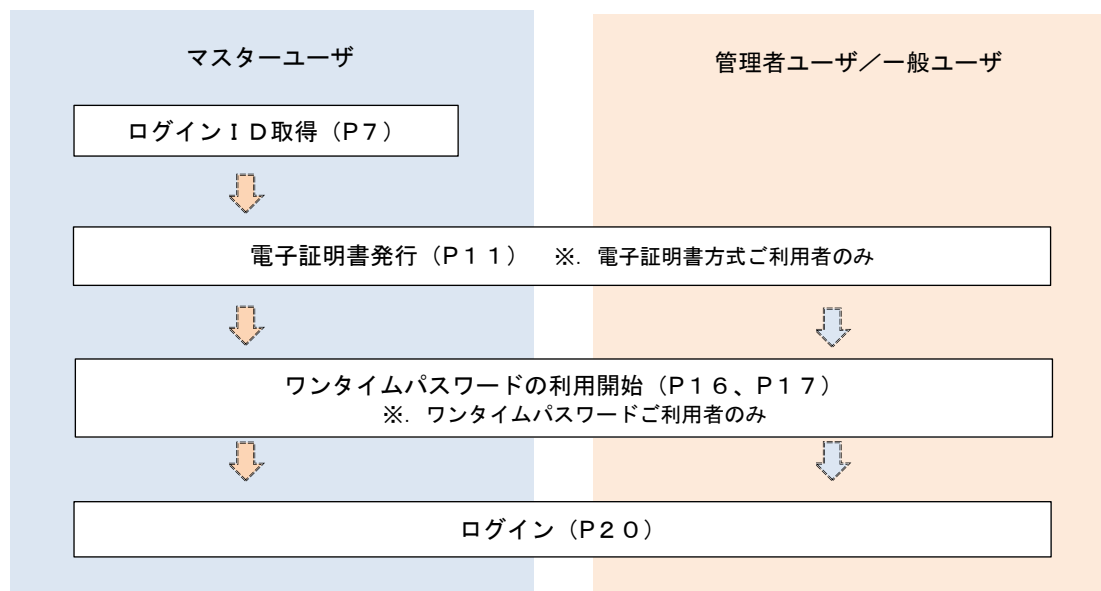 マスターユーザ
管理者ユーザ／一般ユーザ
ログインＩＤ取得（P７）
電子証明書発行（P１１）　※．電子証明書方式ご利用者のみ
ワンタイムパスワードの利用開始（P１６、P１７）
※．ワンタイムパスワードご利用者のみ
ログイン（P２０）